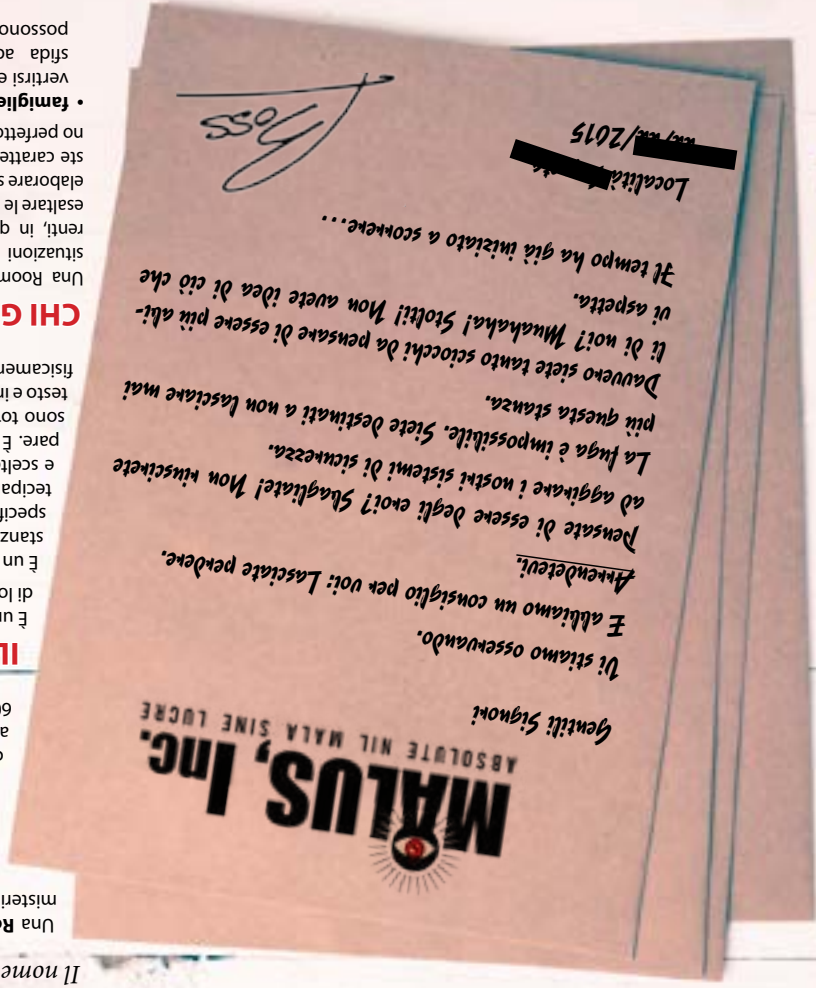 MALUS, Inc.
ABSOLUTE NIL MALA SINE LUCRE
Gentili Signori
Vi stiamo osservando.
E abbiamo un consiglio per voi: Lasciate perdere.
Arrendetevi.
Pensate di essere degli eroi? Sbagliate! Non riuscirete
ad aggirare i nostri sistemi di sicurezza.
La fuga è impossibile. Siete destinati a non lasciare mai
più questa stanza.
Davvero siete tanto sciocchi da pensare di essere più abi-
li di noi? Muahaha! Stolti! Non avete idea di ciò che
vi aspetta.
Il tempo ha già iniziato a scorrere...
Località,
/2015
Boss
Il nome
Una R
misteri
a
60
IL
È un
di lo
È un
stanz
specifi
tecipa
e scelt
pare. È
sono to
testo e in
fisicamen
CHI G
Una Room
situazioni
renti, in q
esaltare le
elaborare s
ste caratte
no perfetto
• famiglie
vertirsi e
sfida ad
possono